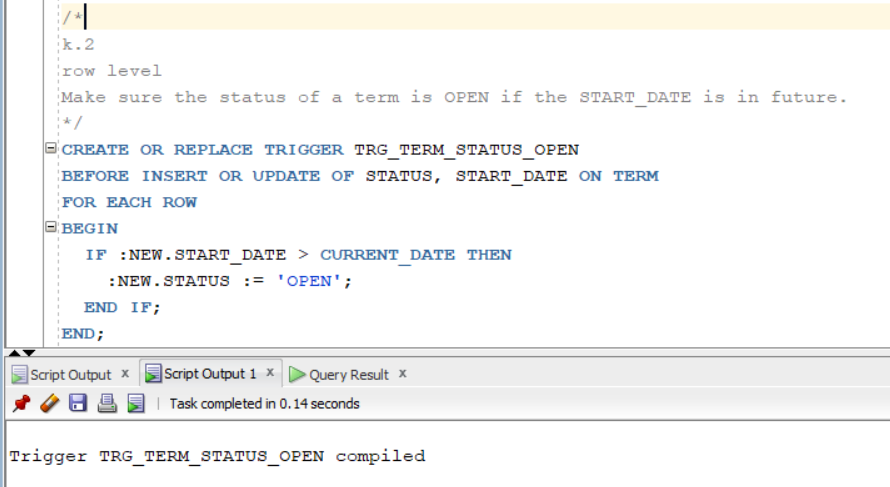 /*
k.2
row level
Make sure the status of a term is OPEN if the START_DATE is in future.
*/
CREATE OR REPLACE TRIGGER TRG_TERM_STATUS_OPEN
BEFORE INSERT OR UPDATE OF STATUS, START_DATE ON TERM
FOR EACH ROW
BEGIN
IF :NEW.START_DATE > CURRENT_DATE THEN
:NEW.STATUS := 'OPEN';
END IF;
END;
Script Output x Script Output 1 x Query Result x
Task completed in 0.14 seconds
Trigger TRG_TERM_STATUS_OPEN compiled